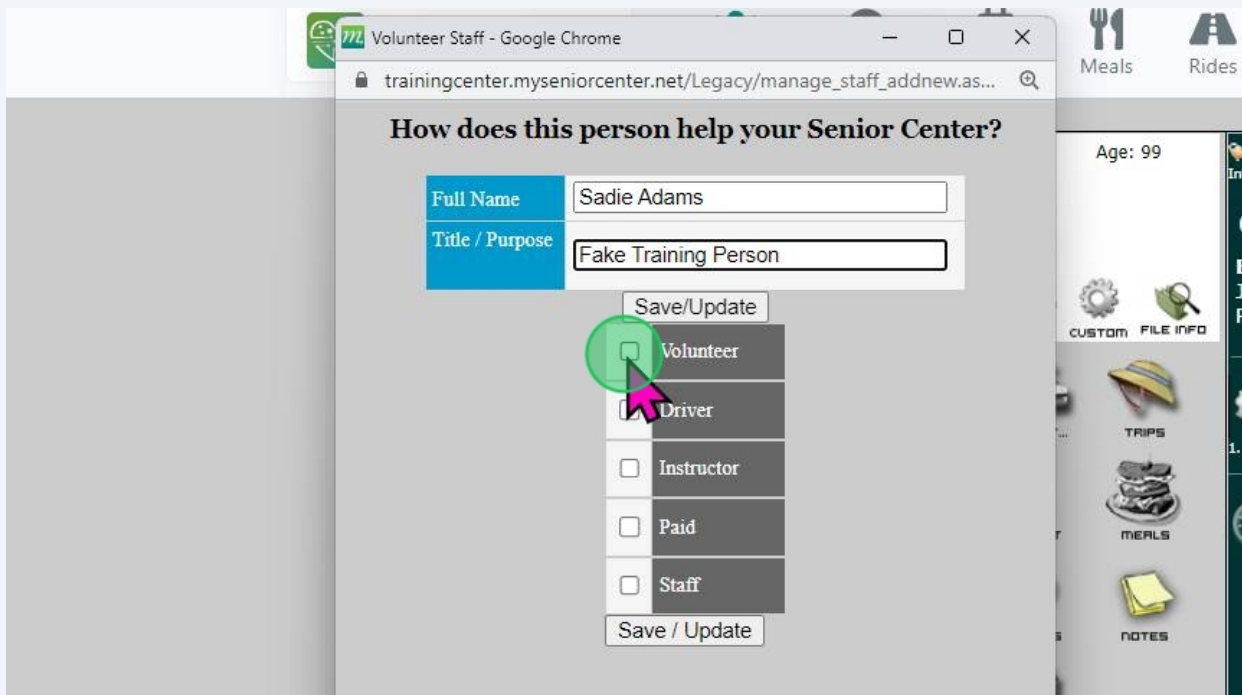 Volunteer Staff - Google Chrome
Meals
Rides
trainingcenter.myseniorcenter.net/Legacy/manage_staff_addnew.as...
How does this person help your Senior Center?
Age: 99
Full Name
Sadie Adams
Title / Purpose
Fake Training Person
Save/Update
CUSTOM
FILE INFO
Volunteer
Driver
TRIPS
1.
Instructor
Paid
MEALS
Staff
Save / Update
NOTES